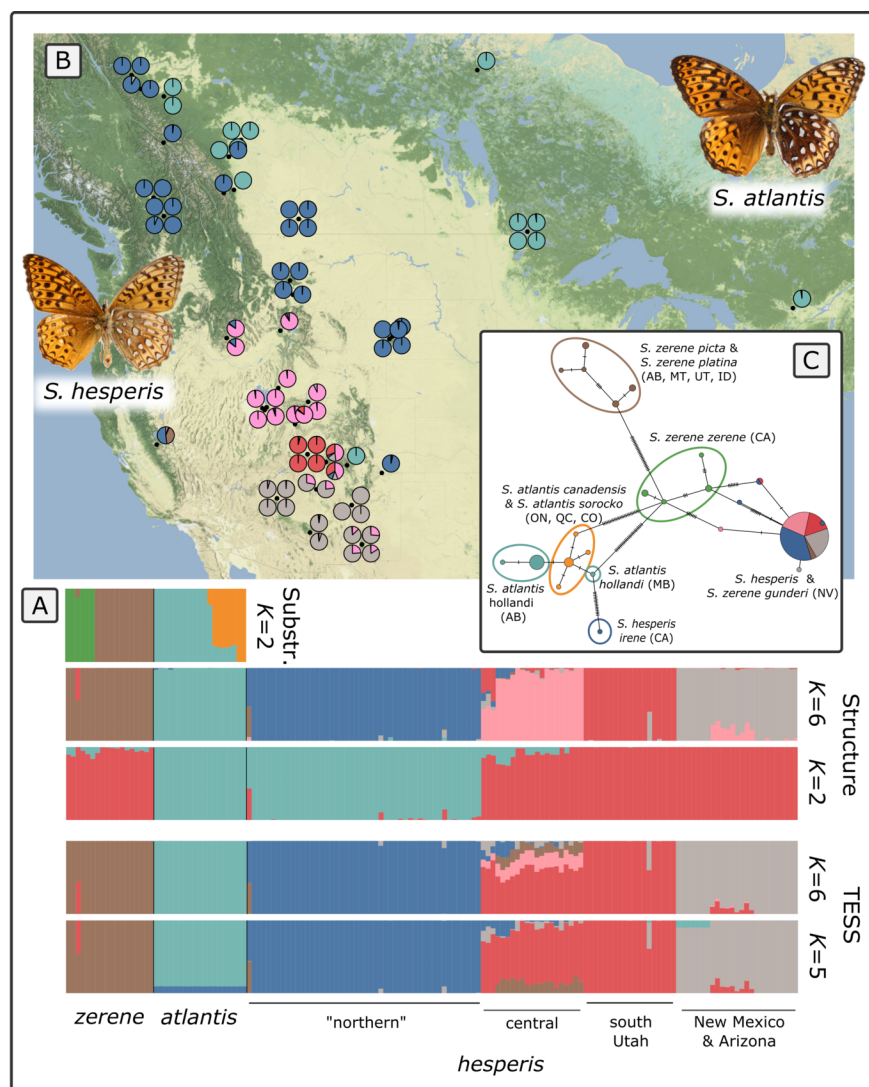 B
S. atlantis
S. hesperis
C
S. zerene picta &
S. zerene platina
(AB, MT, UT, ID)
S. zerene zerene (CA)
S. atlantis canadensis
& S. atlantis sorocko
(ON, QC, CO)
S. atlantis
hollandi
(AB)
S. atlantis
hollandi (MB)
S. hesperis
irene (CA)
S. hesperis &
S. zerene gunderi (NV)
A
Substr.
K=2
K=6
K=2
Structure
K=6
K=5
TESS
zerene
atlantis
"northern"
central
south
Utah
New Mexico
& Arizona
hesperis